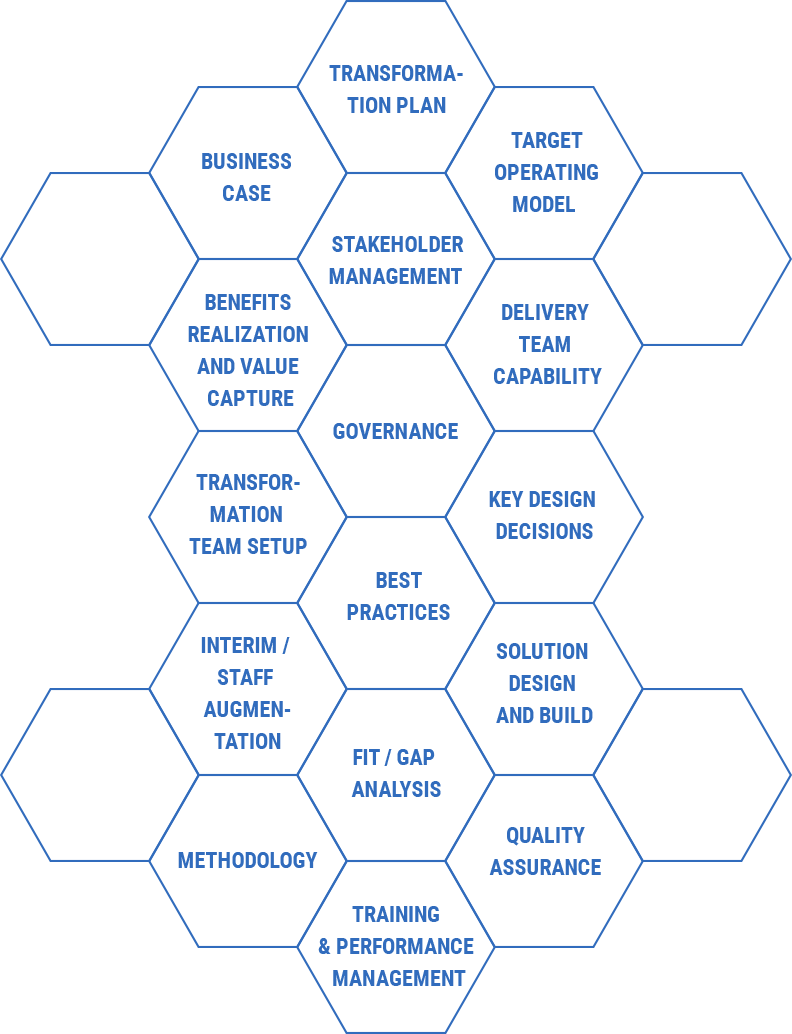 TRANSFORMA-
TION PLAN
BUSINESS
CASE
TARGET
OPERATING
MODEL
STAKEHOLDER
MANAGEMENT
BENEFITS
REALIZATION
AND VALUE
CAPTURE
DELIVERY
TEAM
CAPABILITY
GOVERNANCE
TRANSFOR-
MATION
TEAM SETUP
KEY DESIGN
DECISIONS
BEST
PRACTICES
INTERIM /
STAFF
AUGMEN-
TATION
SOLUTION
DESIGN
AND BUILD
FIT / GAP
ANALYSIS
METHODOLOGY
QUALITY
ASSURANCE
TRAINING
& PERFORMANCE
MANAGEMENT